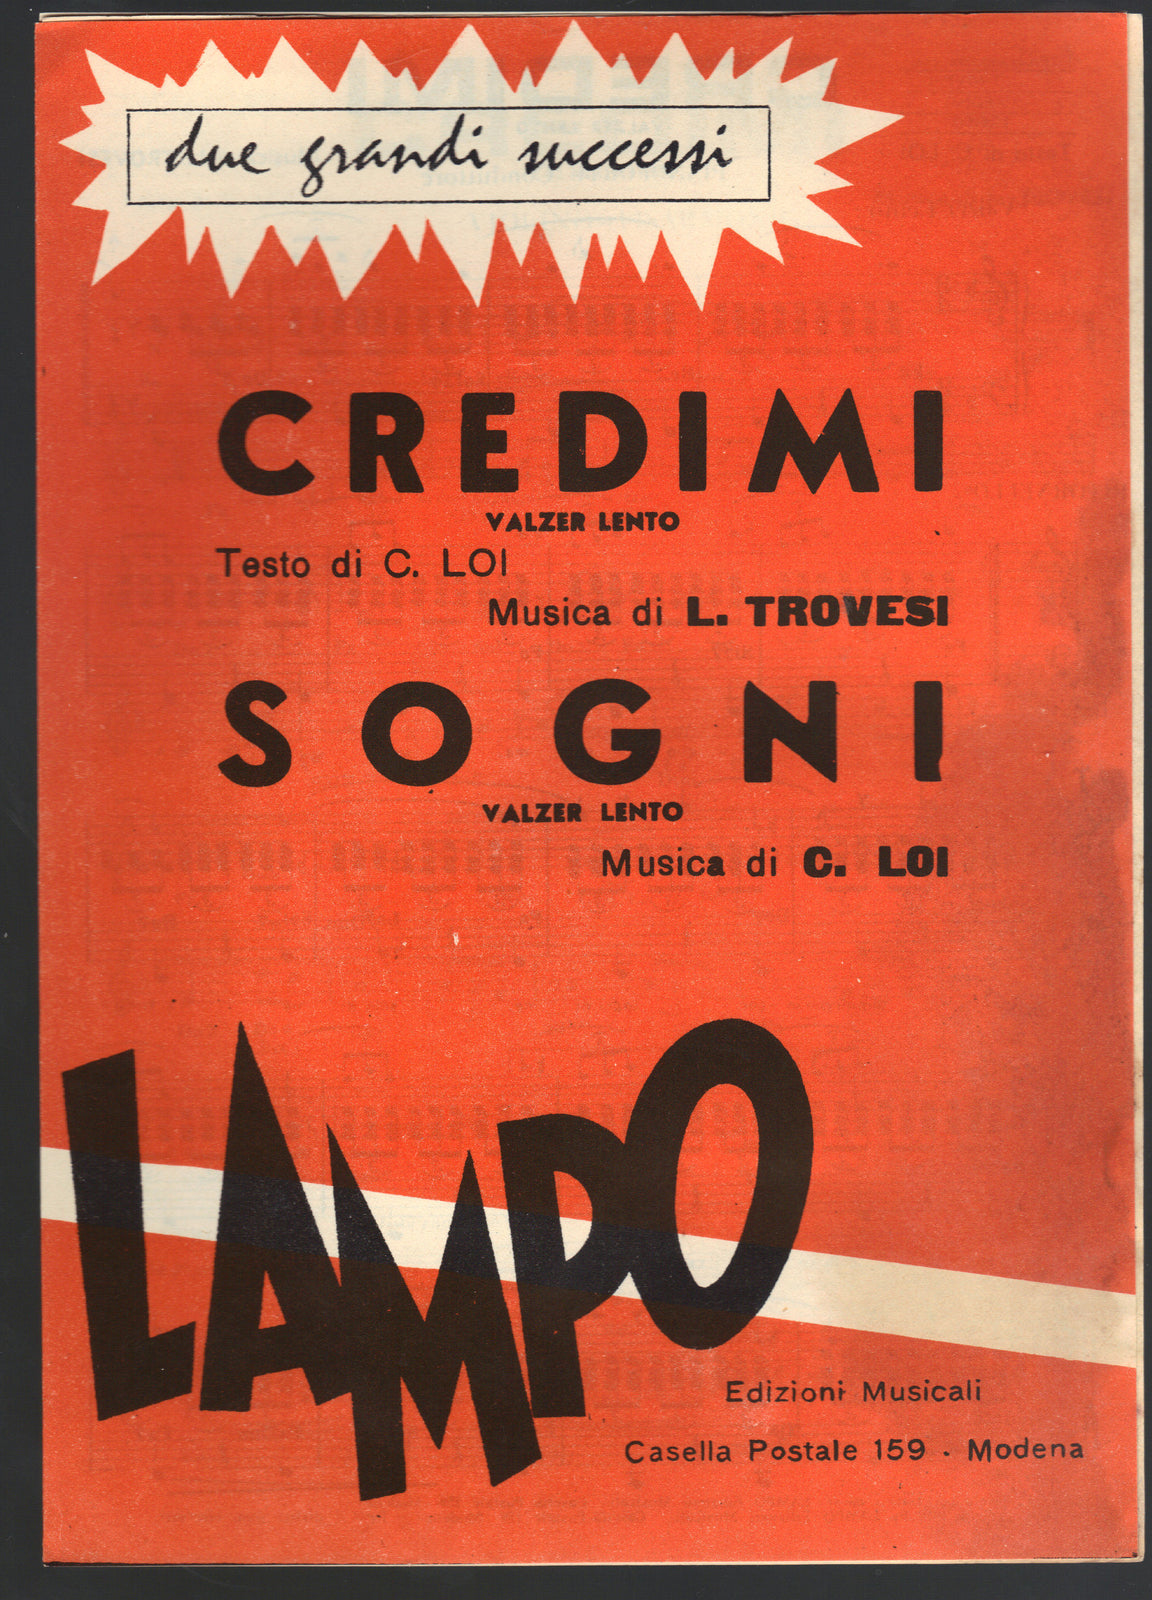 due grandi successi
CREDIMI
VALZER LENTO
Testo di C. LOI
Musica di L. TROVESI
SOGNI
VALZER LENTO
Musica di C. LOI
LAMPO
Edizioni Musicali
Casella Postale 159 - Modena